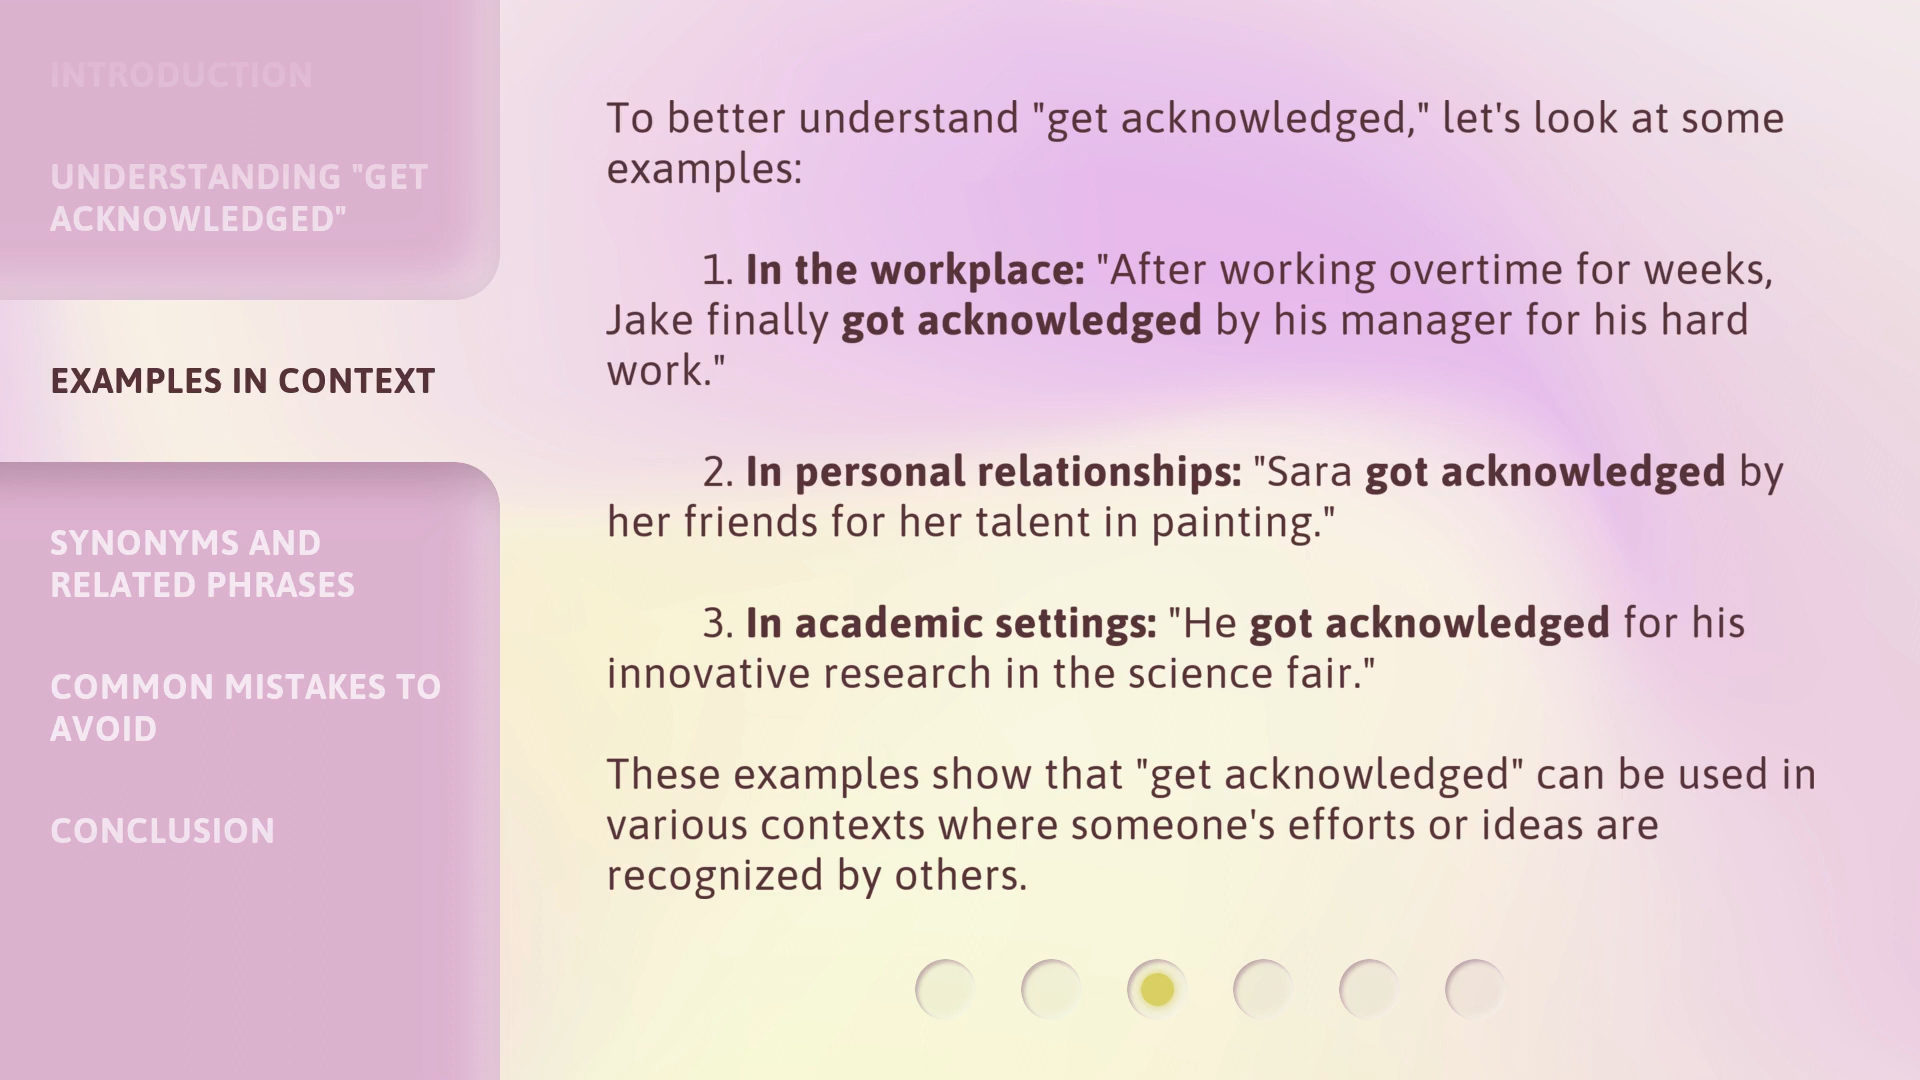 INTRODUCTION
UNDERSTANDING "GET
ACKNOWLEDGED"
EXAMPLES IN CONTEXT
SYNONYMS AND
RELATED PHRASES
COMMON MISTAKES TO
AVOID
CONCLUSION
To better understand "get acknowledged," let's look at some
examples:
1. In the workplace: "After working overtime for weeks,
Jake finally got acknowledged by his manager for his hard
work."
2. In personal relationships: "Sara got acknowledged by
her friends for her talent in painting."
3. In academic settings: "He got acknowledged for his
innovative research in the science fair."
These examples show that "get acknowledged" can be used in
various contexts where someone's efforts or ideas are
recognized by others.